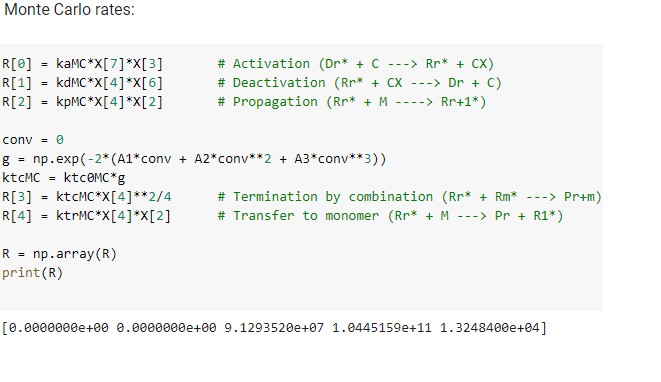 Monte Carlo rates:
R[0] = kaMC*X[7]*X[3]       # Activation (Dr* + C ---> Rr* + CX)
R[1] = kdMC*X[4]*X[6]       # Deactivation (Rr* + CX ---> Dr + C)
R[2] = kpMC*X[4]*X[2]       # Propagation (Rr* + M ----> Rr+1*)
conv = 0
g = np.exp(-2*(A1*conv + A2*conv**2 + A3*conv**3))
ktcMC = ktc0MC*g
R[3] = ktcMC*X[4]**2/4      # Termination by combination (Rn* + Rm* ---> Pr+m)
R[4] = ktrMC*X[4]*X[2]      # Transfer to monomer (Rr* + M ---> Pr + R1*)
R = np.array(R)
print(R)
[0.0000000e+00 0.0000000e+00 9.1293520e+07 1.0445159e+11 1.3248400e+04]